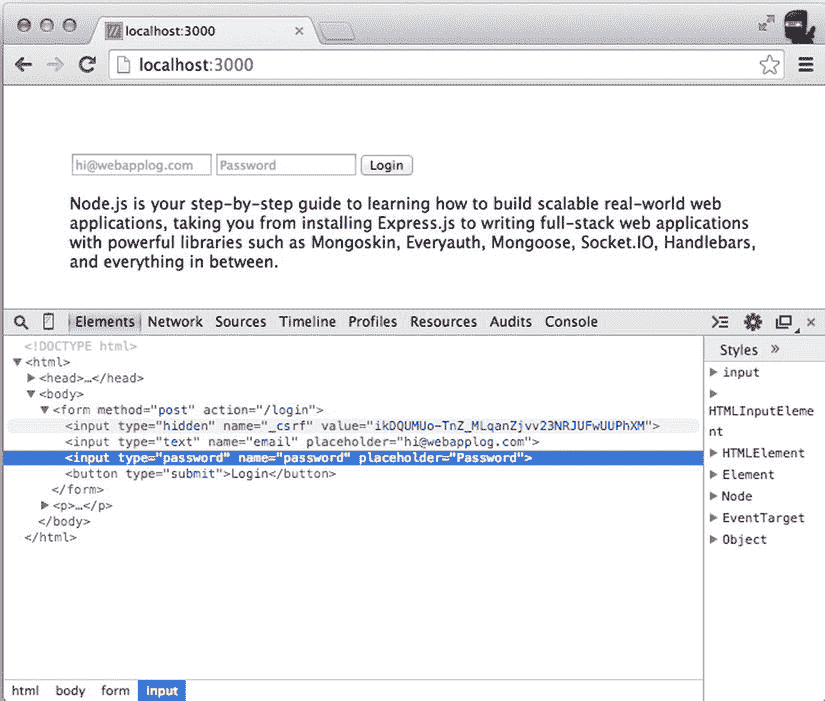 localhost:3000
localhost:3000
hi@webapplog.com Password Login
Node.js is your step-by-step guide to learning how to build scalable real-world web
applications, taking you from installing Express.js to writing full-stack web applications
with powerful libraries such as Mongoskin, Everyauth, Mongoose, Socket.IO, Handlebars,
and everything in between.
Elements Network Sources Timeline Profiles Resources Audits Console
<!DOCTYPE html>
<html>
<head>…</head>
<body>
<form method="post" action="/login">
<input type="hidden" name="_csrf" value="ikDQUMUo-TnZ_MLqanZjvv23NRJUFwUUPhXM">
<input type="text" name="email" placeholder="hi@webapplog.com">
<input type="password" name="password" placeholder="Password">
<button type="submit">Login</button>
</form>
<p>…</p>
</body>
</html>
Styles »
input
HTMLInputEleme
nt
HTMLElement
Element
Node
EventTarget
Object
html body form input